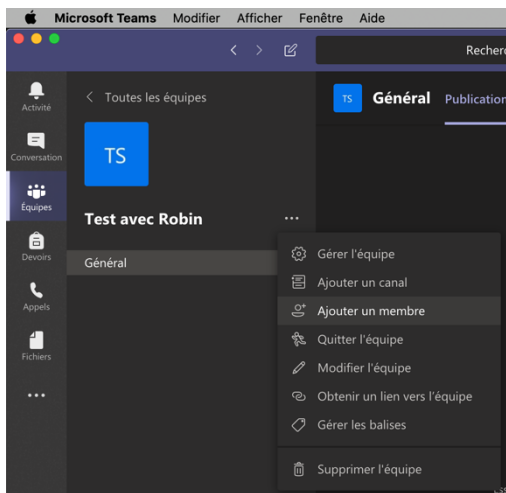 Microsoft Teams Modifier Afficher Fenêtre Aide
Activité
Conversation
Équipes
Devoirs
Appels
Fichiers
Toutes les équipes
TS
Test avec Robin
Général
TS Général Publication
Gérer l'équipe
Ajouter un canal
Ajouter un membre
Quitter l'équipe
Modifier l'équipe
Obtenir un lien vers l'équipe
Gérer les balises
Supprimer l'équipe